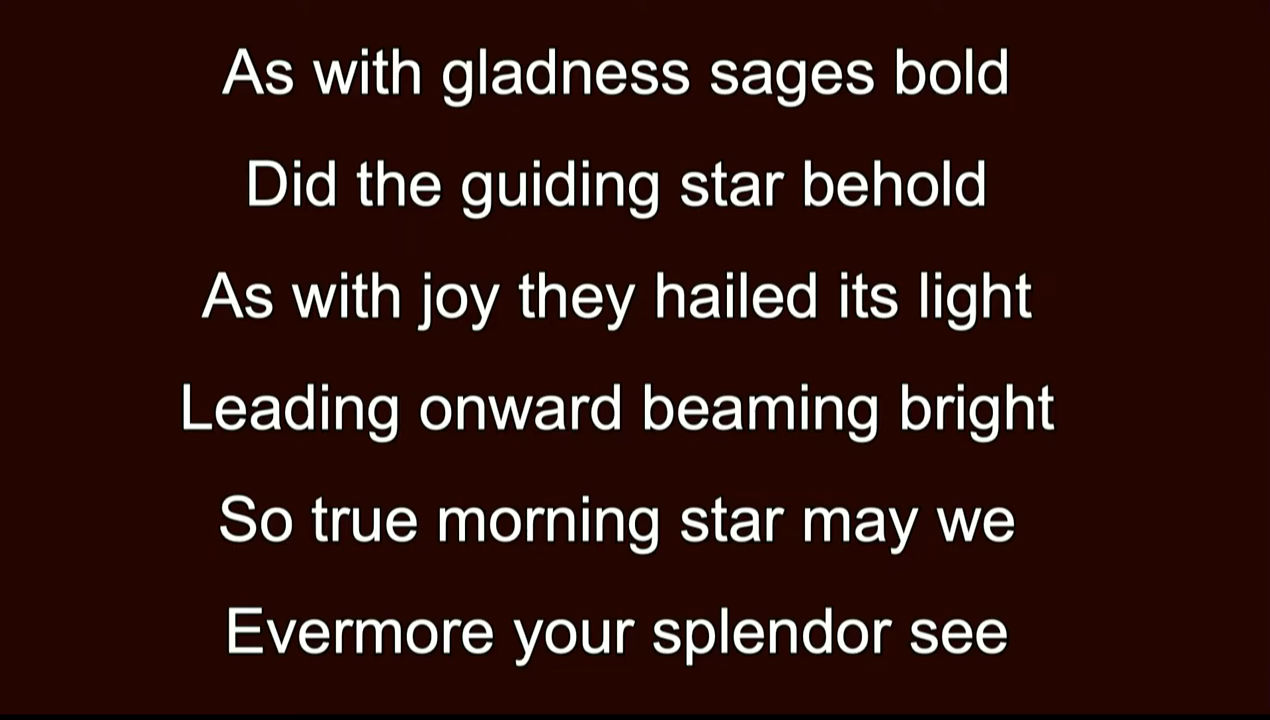 As with gladness sages bold
Did the guiding star behold
As with joy they hailed its light
Leading onward beaming bright
So true morning star may we
Evermore your splendor see